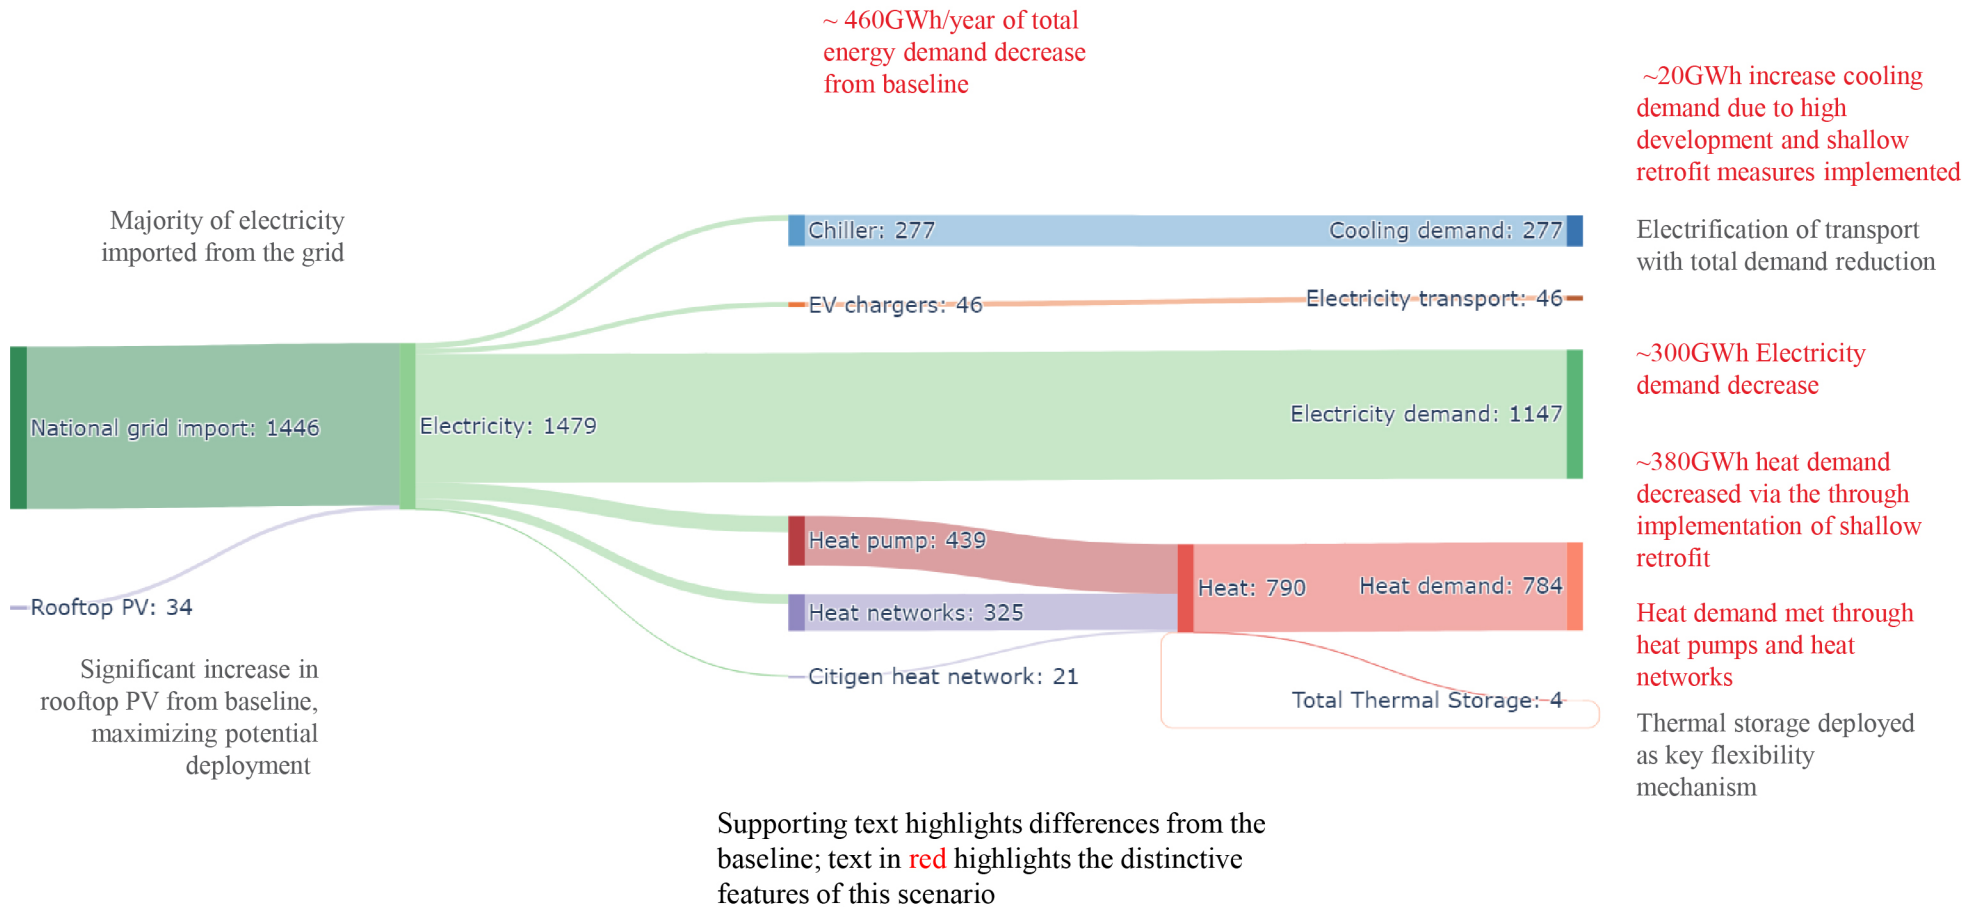 ~ 460GWh/year of total
energy demand decrease
from baseline
~20GWh increase cooling
demand due to high
development and shallow
retrofit measures implemented
Majority of electricity
imported from the grid
Chiller: 277
Cooling demand: 277
Electrification of transport
with total demand reduction
EV chargers: 46
Electricity transport: 46
~300GWh Electricity
demand decrease
National grid import: 1446
Electricity: 1479
Electricity demand: 1147
~380GWh heat demand
decreased via the through
implementation of shallow
retrofit
Heat pump: 439
Heat: 790
Heat demand: 784
Rooftop PV: 34
Heat networks: 325
Heat demand met through
heat pumps and heat
networks
Significant increase in
rooftop PV from baseline,
maximizing potential
deployment
Citigen heat network: 21
Total Thermal Storage: 4
Thermal storage deployed
as key flexibility
mechanism
Supporting text highlights differences from the
baseline; text in red highlights the distinctive
features of this scenario